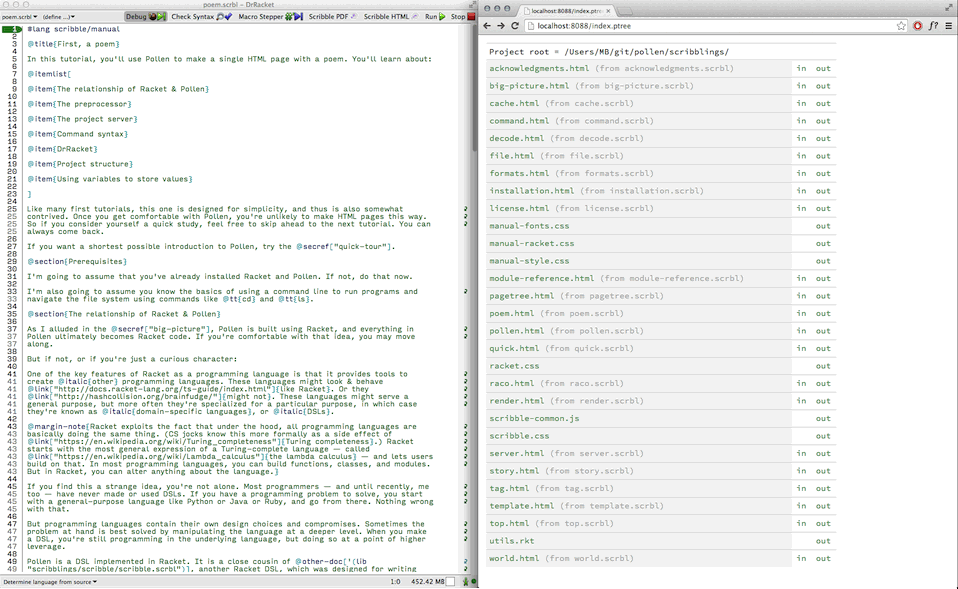 poem.scrbl - DrRacket
poem.scrbl (define ...) Debug Check Syntax Macro Stepper Scribble PDF Scribble HTML Run Stop
1 #lang scribble/manual
2
3 @title{First, a poem}
4
5 In this tutorial, you'll use Pollen to make a single HTML page with a poem. You'll learn about:
6
7 @itemlist[
8
9 @item{The relationship of Racket & Pollen}
10
11 @item{The preprocessor}
12
13 @item{The project server}
14
15 @item{Command syntax}
16
17 @item{DrRacket}
18
19 @item{Project structure}
20
21 @item{Using variables to store values}
22
23 ]
24
25 Like many first tutorials, this one is designed for simplicity, and thus is also somewhat
25 contrived. Once you get comfortable with Pollen, you're unlikely to make HTML pages this way.
25 So if you consider yourself a quick study, feel free to skip ahead to the next tutorial. You can
25 always come back.
26
27 If you want a shortest possible introduction to Pollen, try the @secref["quick-tour"].
28
29 @section{Prerequisites}
30
31 I'm going to assume that you've already installed Racket and Pollen. If not, do that now.
32
33 I'm also going to assume you know the basics of using a command line to run programs and
33 navigate the file system using commands like @tt{cd} and @tt{ls}.
34
35 @section{The relationship of Racket & Pollen}
36
37 As I alluded in the @secref["big-picture"], Pollen is built using Racket, and everything in
37 Pollen ultimately becomes Racket code. If you're comfortable with that idea, you may move
37 along.
38
39 But if not, or if you're just a curious character:
40
41 One of the key features of Racket as a programming language is that it provides tools to
41 create @italic{other} programming languages. These languages might look & behave
41 @link["http://docs.racket-lang.org/ts-guide/index.html"]{like Racket}. Or they
41 @link["http://hashcollision.org/brainfudge/"]{might not}. These languages might serve a
41 general purpose, but more often they're specialized for a particular purpose, in which case
41 they're known as @italic{domain-specific languages}, or @italic{DSLs}.
42
43 @margin-note{Racket exploits the fact that under the hood, all programming languages are
43 basically doing the same thing. (CS jocks know this more formally as a side effect of
43 @link["https://en.wikipedia.org/wiki/Turing_completeness"]{Turing completeness}.) Racket
43 starts with the most general expression of a Turing-complete language — called
43 @link["https://en.wikipedia.org/wiki/Lambda_calculus"]{the lambda calculus} — and lets users
43 build on that. In most programming languages, you can build functions, classes, and modules.
43 But in Racket, you can alter anything about the language.}
44
45 If you find this a strange idea, you're not alone. Most programmers — and until recently, me
45 too — have never made or used DSLs. If you have a programming problem to solve, you start
45 with a general-purpose language like Python or Java or Ruby, and go from there. Nothing wrong
45 with that.
46
47 But programming languages contain their own design choices and compromises. Sometimes the
47 problem at hand is best solved by manipulating the language at a deeper level. When you make
47 a DSL, you're still programming in the underlying language, but doing so at a point of higher
47 leverage.
48
49 Pollen is a DSL implemented in Racket. It is a close cousin of @other-doc['(lib
49 "scribblings/scribble/scribble.scrbl")], another Racket DSL, which was designed for writing
Determine language from source 1:0 452.42 MB
localhost:8088/index.ptree
localhost:8088/index.ptree
Project root = /Users/MB/git/pollen/scribblings/
acknowledgments.html (from acknowledgments.scrbl) in out
big-picture.html (from big-picture.scrbl) in out
cache.html (from cache.scrbl) in out
command.html (from command.scrbl) in out
decode.html (from decode.scrbl) in out
file.html (from file.scrbl) in out
formats.html (from formats.scrbl) in out
installation.html (from installation.scrbl) in out
license.html (from license.scrbl) in out
manual-fonts.css out
manual-racket.css out
manual-style.css out
module-reference.html (from module-reference.scrbl) in out
pagetree.html (from pagetree.scrbl) in out
poem.html (from poem.scrbl) in out
pollen.html (from pollen.scrbl) in out
quick.html (from quick.scrbl) in out
racket.css out
raco.html (from raco.scrbl) in out
render.html (from render.scrbl) in out
scribble-common.js out
scribble.css out
server.html (from server.scrbl) in out
story.html (from story.scrbl) in out
tag.html (from tag.scrbl) in out
template.html (from template.scrbl) in out
top.html (from top.scrbl) in out
utils.rkt out
world.html (from world.scrbl) in out